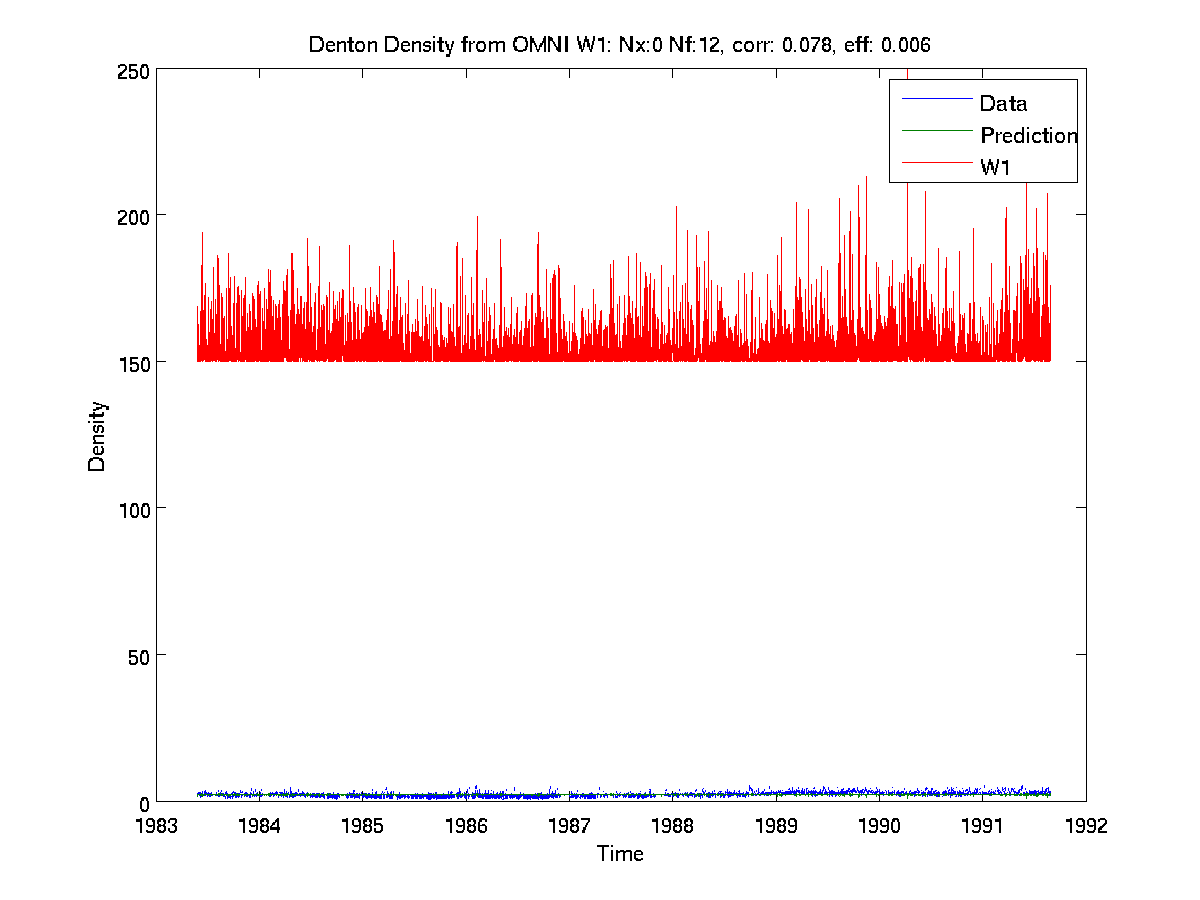 Denton Density from OMNI W1: Nx:0 Nf:12, corr: 0.078, eff: 0.006
250
200
150
100
50
0
Density
Data
Prediction
W1
1983 1984 1985 1986 1987 1988 1989 1990 1991 1992
Time